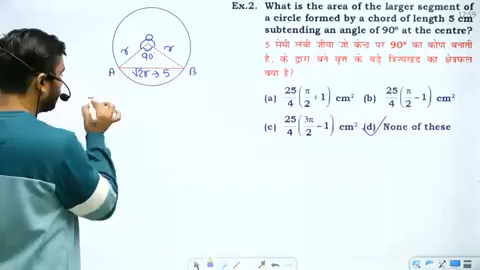 Ex.2. What is the area of the larger segment of
a circle formed by a chord of length 5 cm
subtending an angle of 90° at the centre?
5 सेमी लंबी जीवा जो केन्द्र पर 90° का कोण बनाती
है, के द्वारा बने वृत्त के बड़े त्रिज्यखंड का क्षेत्रफल
क्या है?
(a) 25/4 (π/2 + 1) cm² (b) 25/4 (π/2 − 1) cm²
(c) 25/4 (3π/2 − 1) cm² (d) None of these
r r
90
A √2r → 5 B